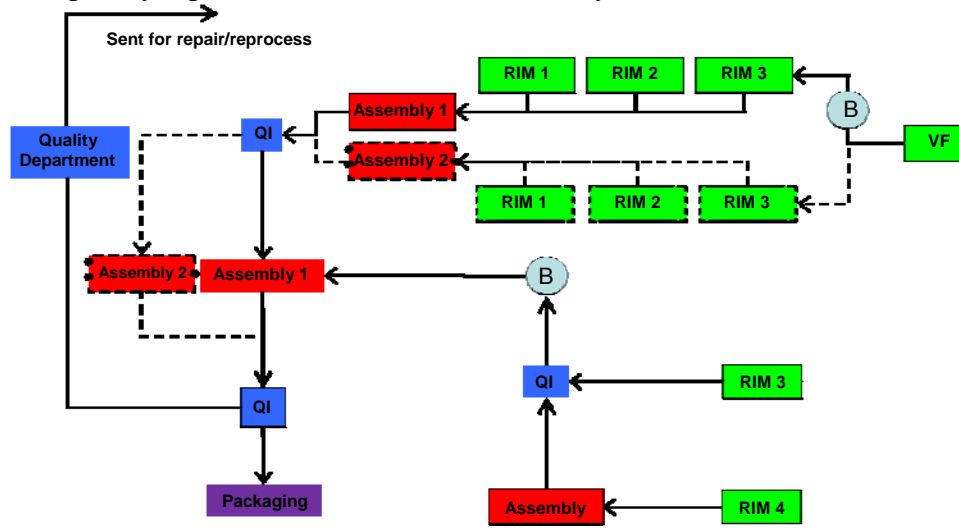 Sent for repair/reprocess
RIM 1
RIM 2
RIM 3
Assembly 1
B
Quality
Department
QI
VF
Assembly 2
RIM 1
RIM 2
RIM 3
Assembly 2
Assembly 1
B
QI
RIM 3
QI
Packaging
Assembly
RIM 4